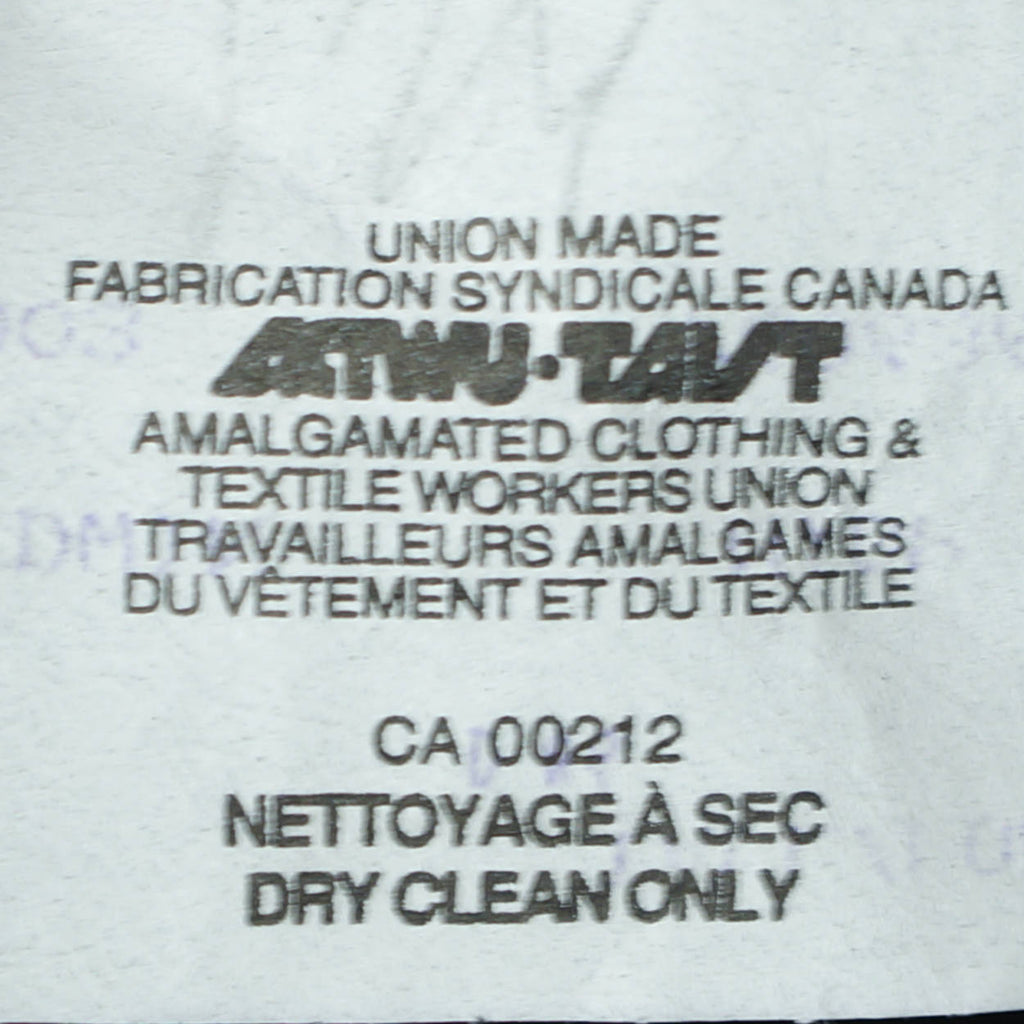 UNION MADE
FABRICATION SYNDICALE CANADA
ACTWU·TAVT
AMALGAMATED CLOTHING &
TEXTILE WORKERS UNION
TRAVAILLEURS AMALGAMES
DU VÊTEMENT ET DU TEXTILE
CA 00212
NETTOYAGE À SEC
DRY CLEAN ONLY